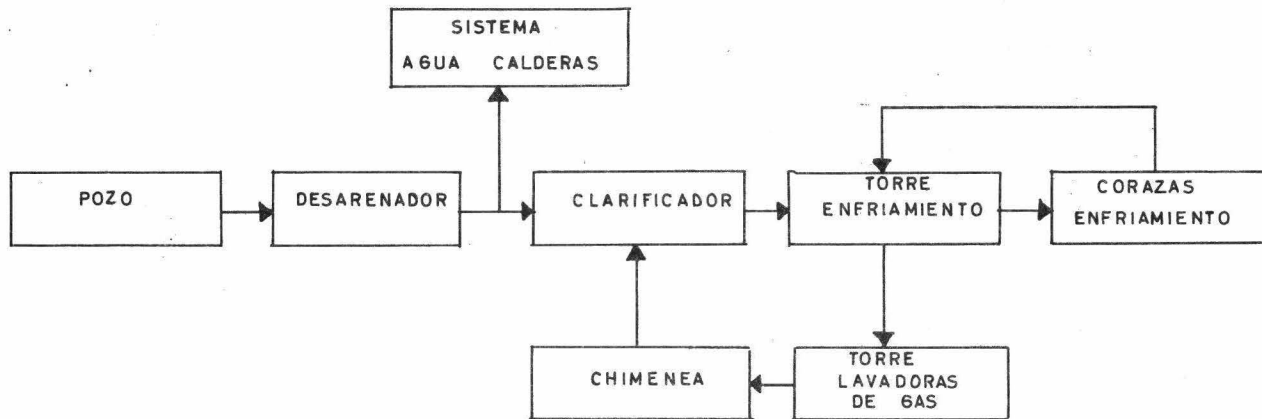 SISTEMA
AGUA CALDERAS
POZO
DESARENADOR
CLARIFICADOR
TORRE
ENFRIAMIENTO
CORAZAS
ENFRIAMIENTO
CHIMENEA
TORRE
LAVADORAS
DE GAS